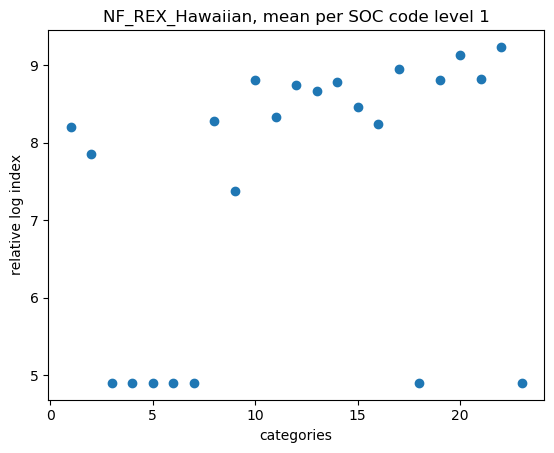 NF_REX_Hawaiian, mean per SOC code level 1
relative log index
9
8
7
6
5
0 5 10 15 20
categories